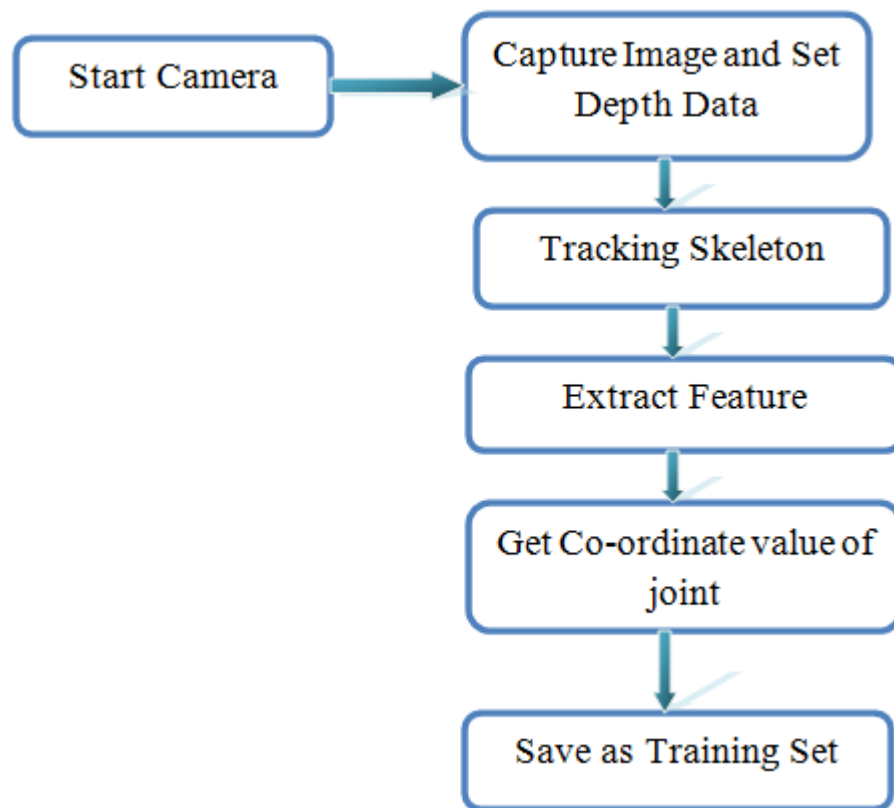 Start Camera
Capture Image and Set
Depth Data
Tracking Skeleton
Extract Feature
Get Co-ordinate value of
joint
Save as Training Set